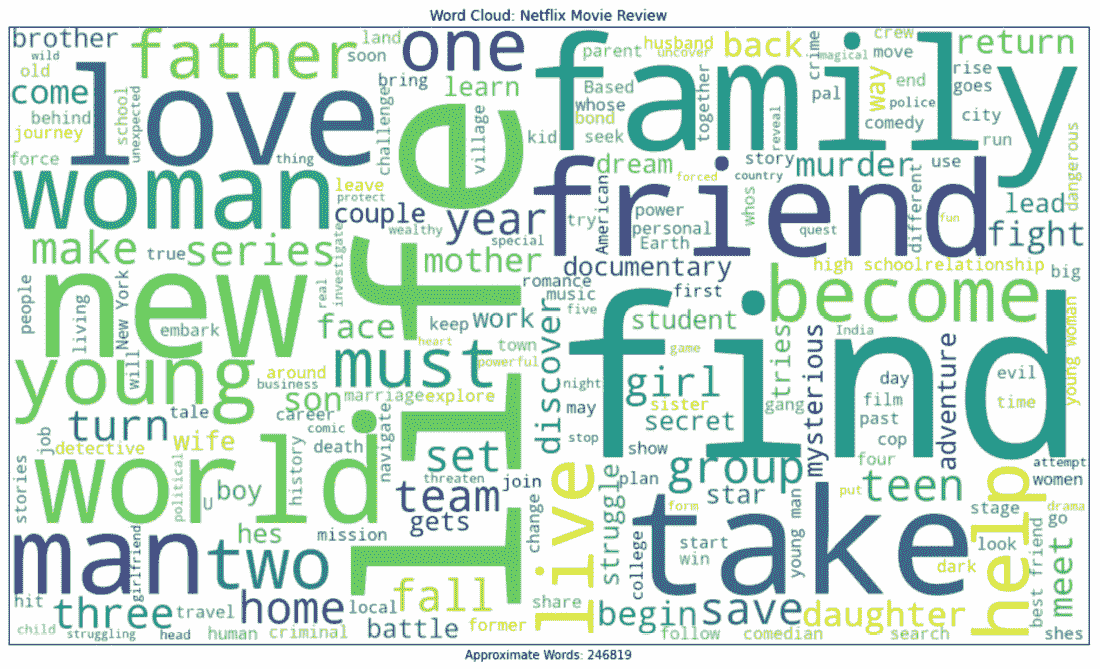 Word Cloud: Netflix Movie Review
brother
wild
old
come
behind
journey
force
thing
school
unexpected
love
father
land
soon
bring
challenge
one
learn
village
life
family
parent
husband
uncover
back
crime
magical
crew
move
return
Based
whose
bond
seek
kid
together
reveal
pal
way
end
police
comedy
rise
goes
city
run
dangerous
woman
leave
protect
couple
wealthy
year
special
friend
dream
forced
story
country
murder
use
try
American
power
personal
Earth
whos
quest
different
fun
lead
fight
make
true
series
investigate
real
mother
romance
documentary
first
high school
relationship
big
people
living
New York
new
embark
will
face
keep
work
music
five
discover
student
become
India
young woman
young
around
business
must
heart
town
powerful
girl
game
tries
mysterious
adventure
find
day
film
past
cop
evil
time
son
marriage
explore
night
may
stop
sister
secret
gang
turn
tale
career
comic
job
detective
wife
death
navigate
set
threaten
show
group
four
attempt
women
world
stories
political
u
boy
history
team
join
gets
change
live
struggle
plan
star
form
put
teen
help
stage
drama
go
look
man
girlfriend
two
hes
mission
take
college
start
win
young man
dark
best friend
meet
hit
three
travel
home
local
fall
former
share
begin
save
daughter
child
struggling
head
human
criminal
battle
follow
comedian
search
shes
Approximate Words: 246819